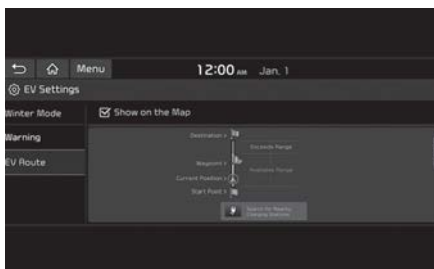 Menu
12:00 AM Jan. 1
EV Settings
Winter Mode
Show on the Map
Warning
EV Route
Destination
Exceeds Range
Waypoint
Available Range
Current Position
Start Point
Search for Nearby
Charging Stations